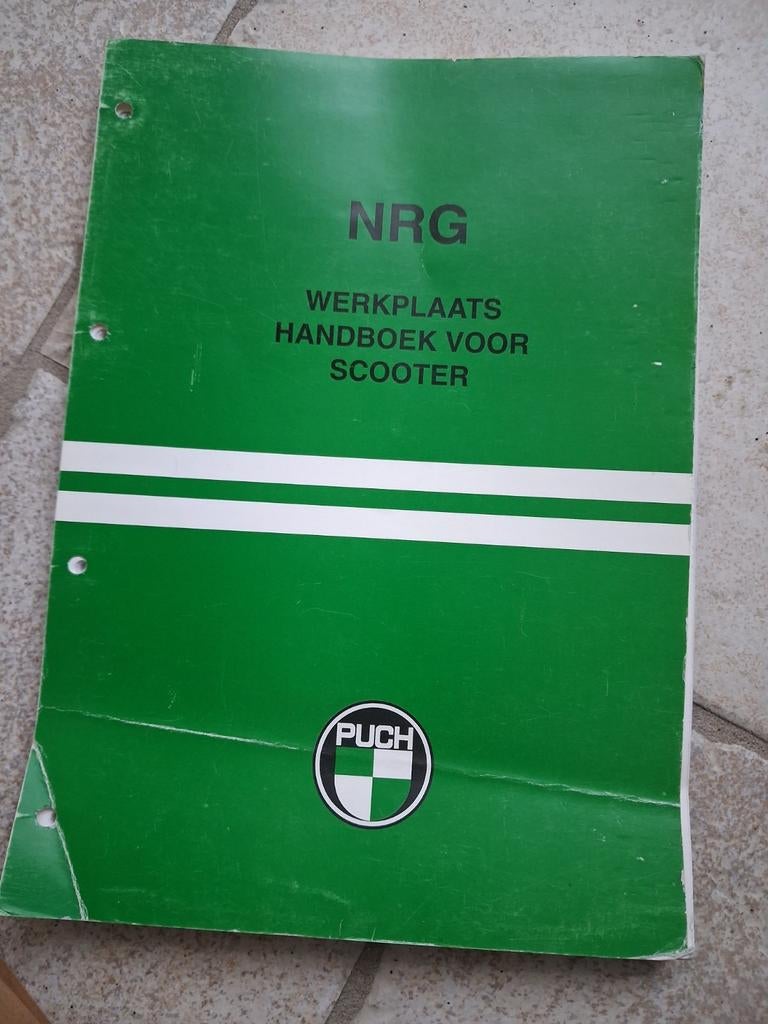 NRG
WERKPLAATS
HANDBOEK VOOR
SCOOTER
PUCH